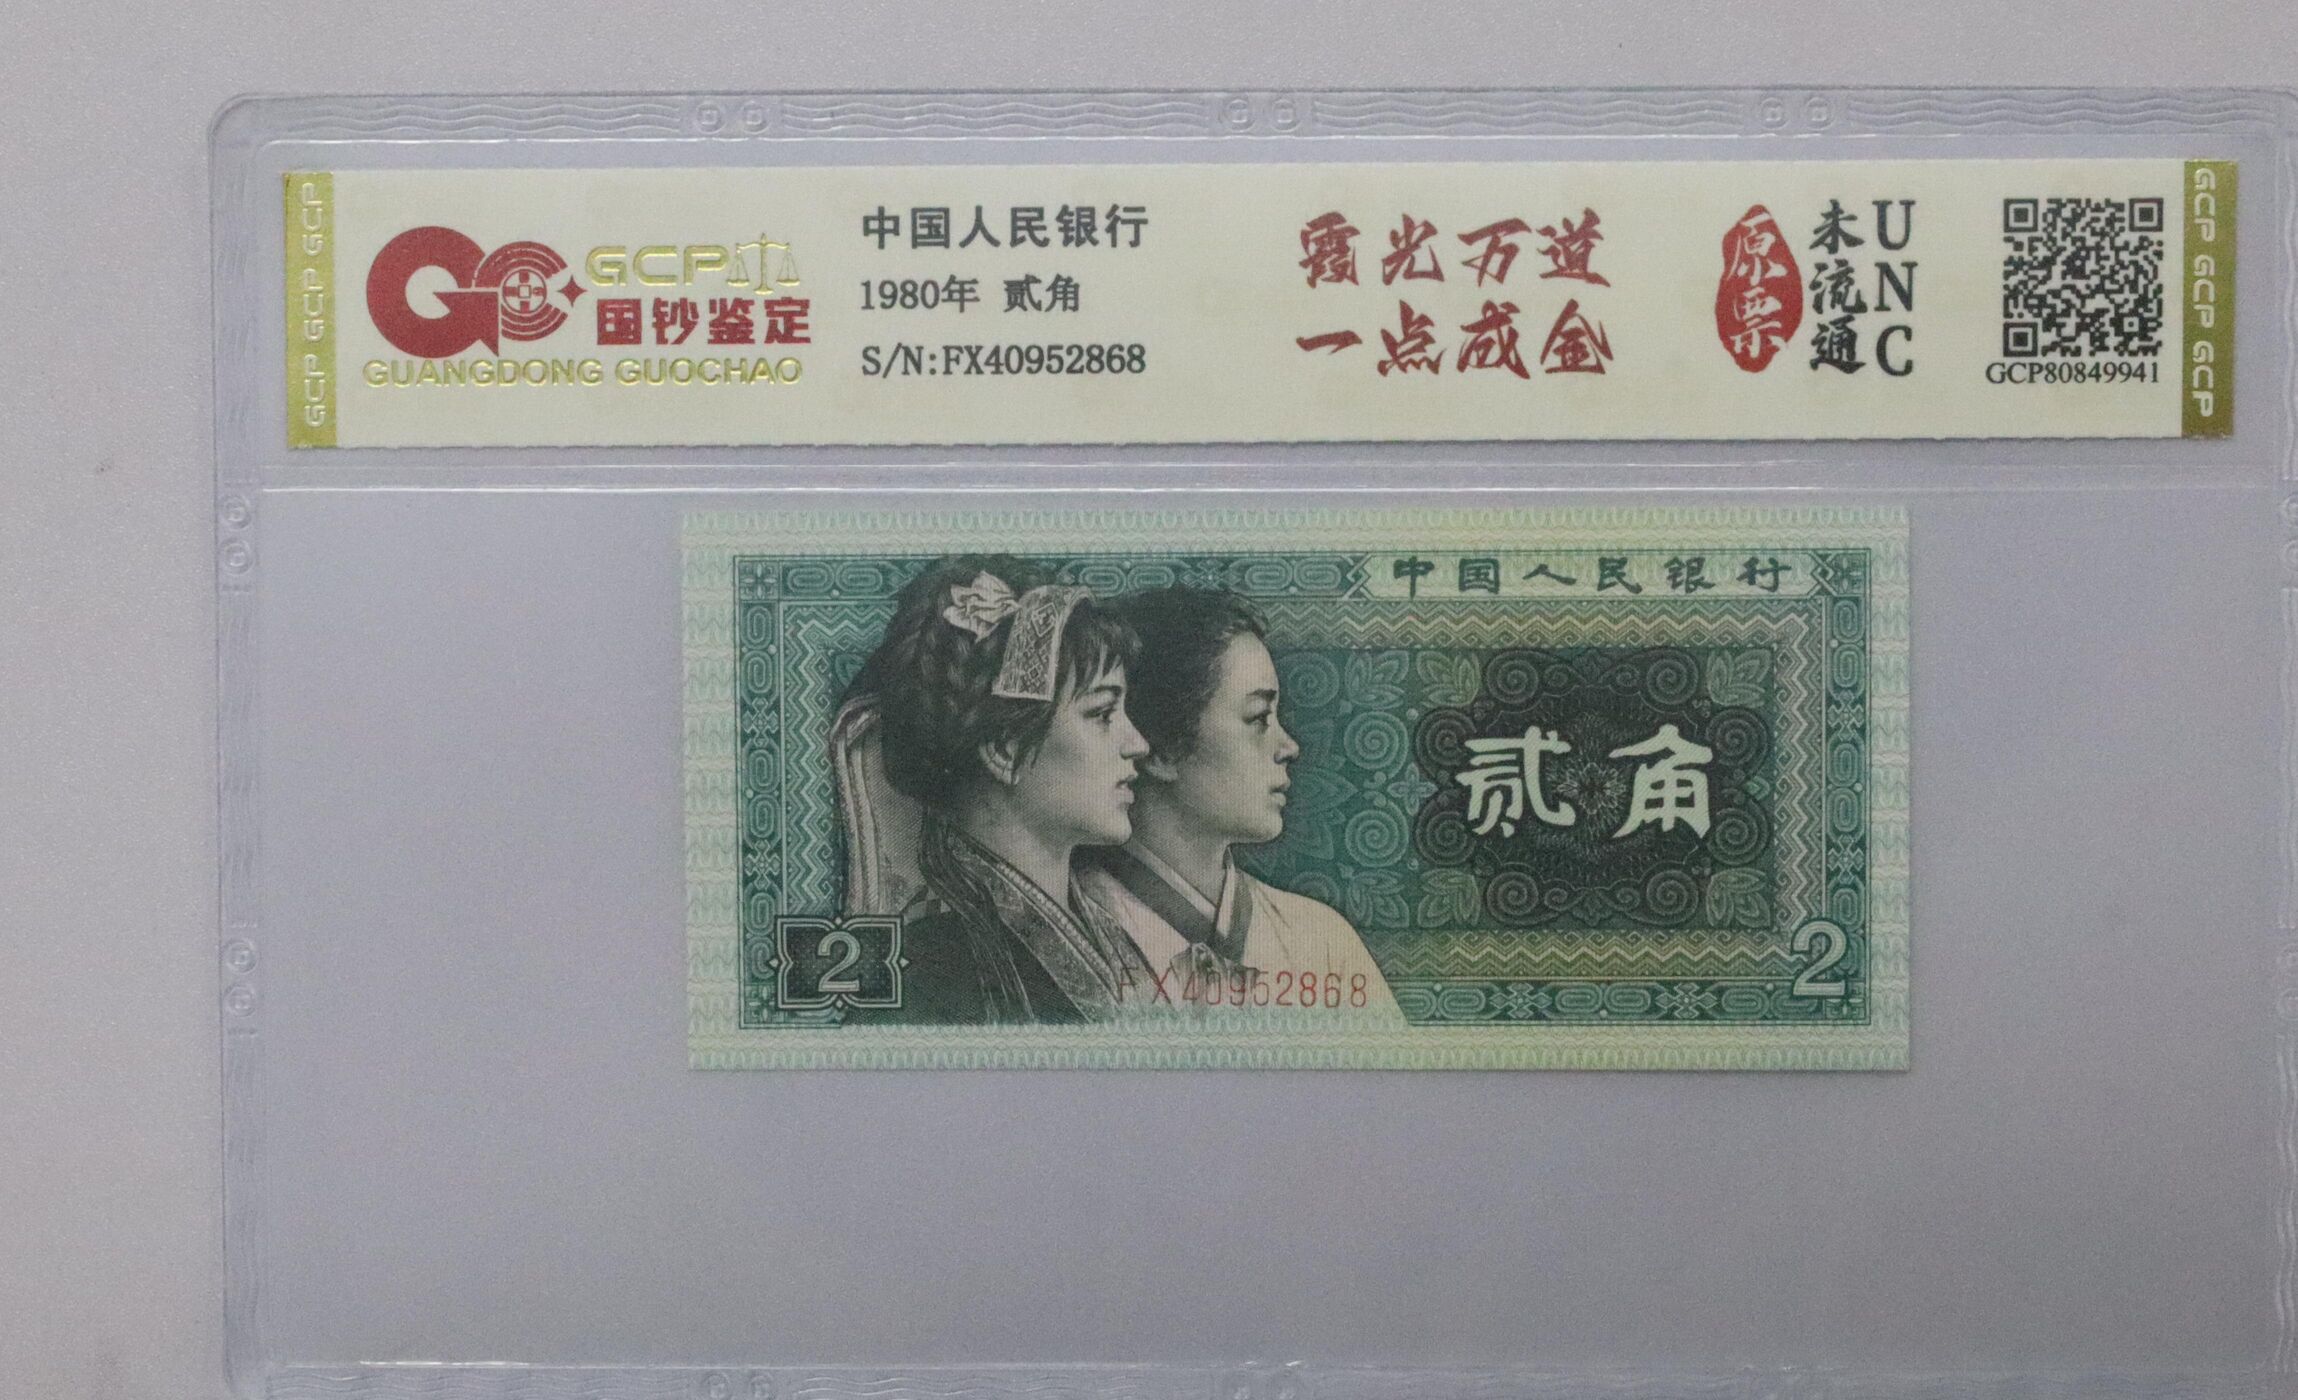 GCP GCP GCP
GCP
国钞鉴定
GUANGDONG GUOCHAO
中国人民银行
1980年 贰角
S/N:FX40952868
霞光万道
一点成金
原票
未流通
UNC
GCP80849941
GCP GCP GCP
中国人民银行
贰角
2
FX40952868
2